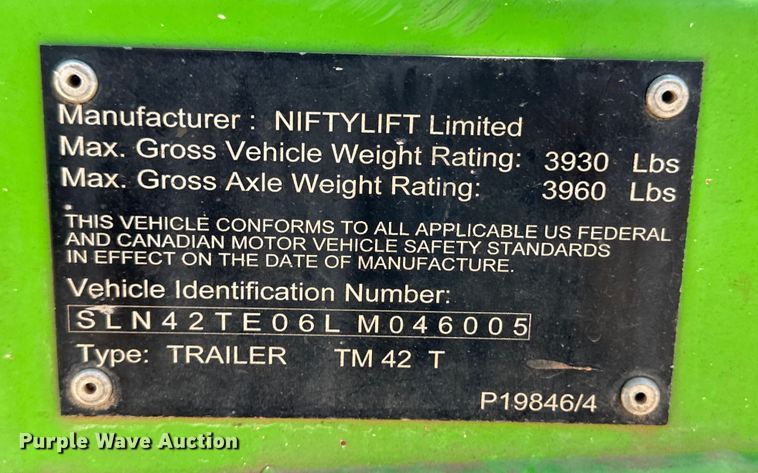 Manufacturer : NIFTYLIFT Limited
Max. Gross Vehicle Weight Rating: 3930 Lbs
Max. Gross Axle Weight Rating: 3960 Lbs
THIS VEHICLE CONFORMS TO ALL APPLICABLE US FEDERAL
AND CANADIAN MOTOR VEHICLE SAFETY STANDARDS
IN EFFECT ON THE DATE OF MANUFACTURE.
Vehicle Identification Number:
SLN42TE06L M046005
Type: TRAILER TM 42 T
P19846/4
Purple Wave Auction